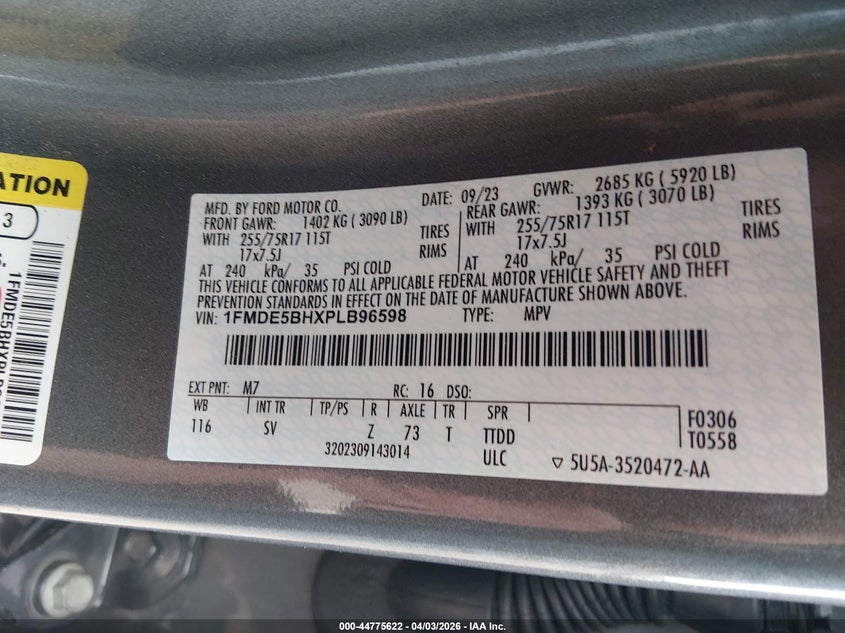 ATION
3
1FMDE5BHXPLB
MFD. BY FORD MOTOR CO.
DATE: 09/23 GVWR: 2685 KG ( 5920 LB)
FRONT GAWR: 1402 KG ( 3090 LB) REAR GAWR: 1393 KG ( 3070 LB)
WITH 255/75R17 115T TIRES WITH 255/75R17 115T TIRES
17x7.5J RIMS 17x7.5J RIMS
AT 240 kPa/ 35 PSI COLD AT 240 kPa/ 35 PSI COLD
THIS VEHICLE CONFORMS TO ALL APPLICABLE FEDERAL MOTOR VEHICLE SAFETY AND THEFT
PREVENTION STANDARDS IN EFFECT ON THE DATE OF MANUFACTURE SHOWN ABOVE.
VIN: 1FMDE5BHXPLB96598 TYPE: MPV
EXT PNT: M7 RC: 16 DSO:
WB INT TR TP/PS R AXLE TR SPR F0306
116 SV Z 73 T TTDD T0558
3202309143014 ULC ▽ 5U5A-3520472-AA
000-44775622 - 04/03/2026 - IAA Inc.